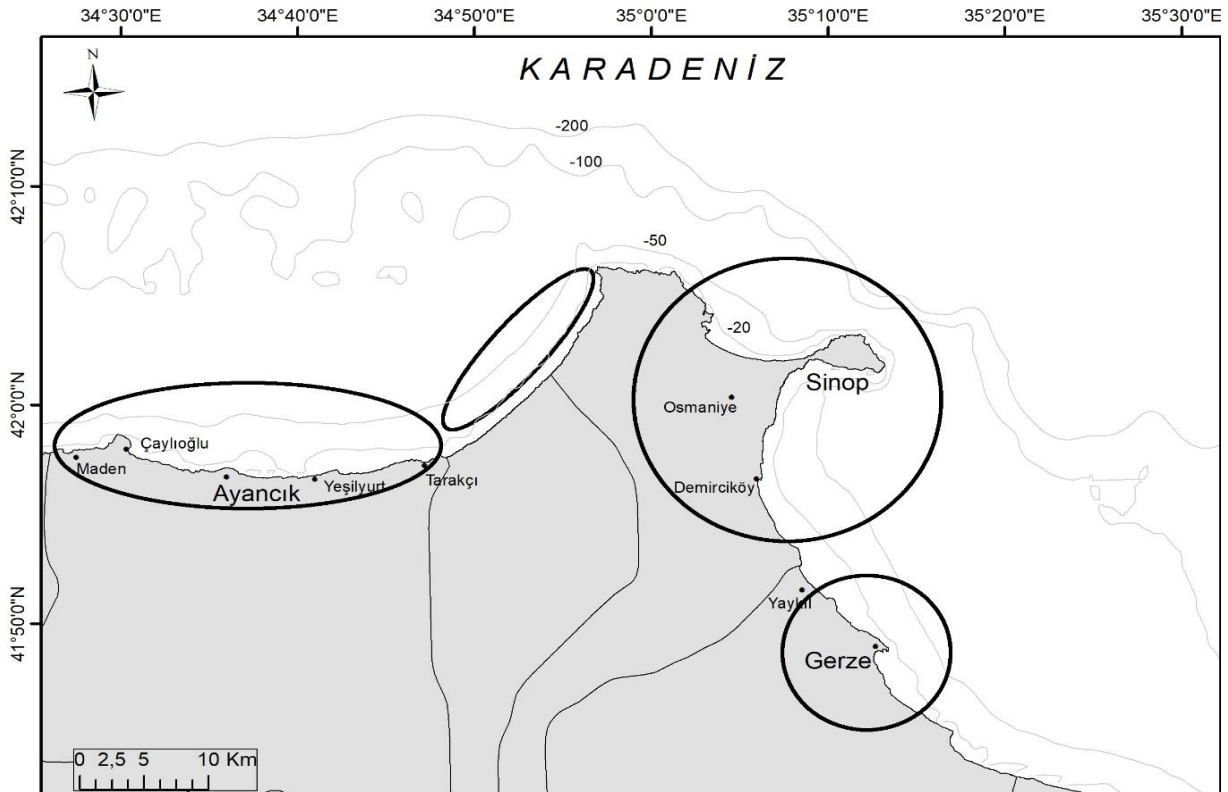 34°30'0"E 34°40'0"E 34°50'0"E 35°0'0"E 35°10'0"E 35°20'0"E 35°30'0"E
N
KARADENİZ
-200
-100
42°10'0"N
-50
-20
Sinop
42°0'0"N
Osmaniye
Çaylıoğlu
Maden
Tarakçı
Ayancık
Yeşilyurt
Demirciköy
Yaykıl
41°50'0"N
Gerze
0 2,5 5 10 Km